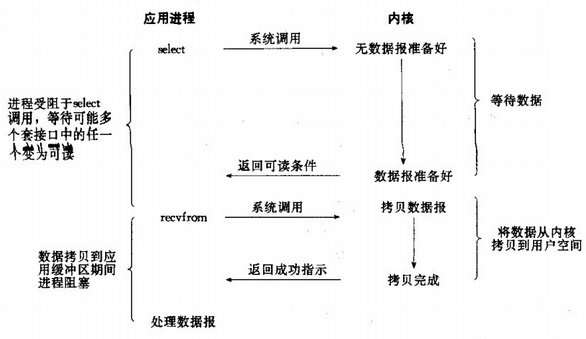 应用进程
内核
select
系统调用
无数据报准备好
进程受阻于select
调用，等待可能多
个套接口中的任一
个变为可读
等待数据
返回可读条件
数据报准备好
recvfrom
系统调用
拷贝数据报
数据拷贝到应
用缓冲区期间
进程阻塞
将数据从内核
拷贝到用户空间
返回成功指示
拷贝完成
处理数据报